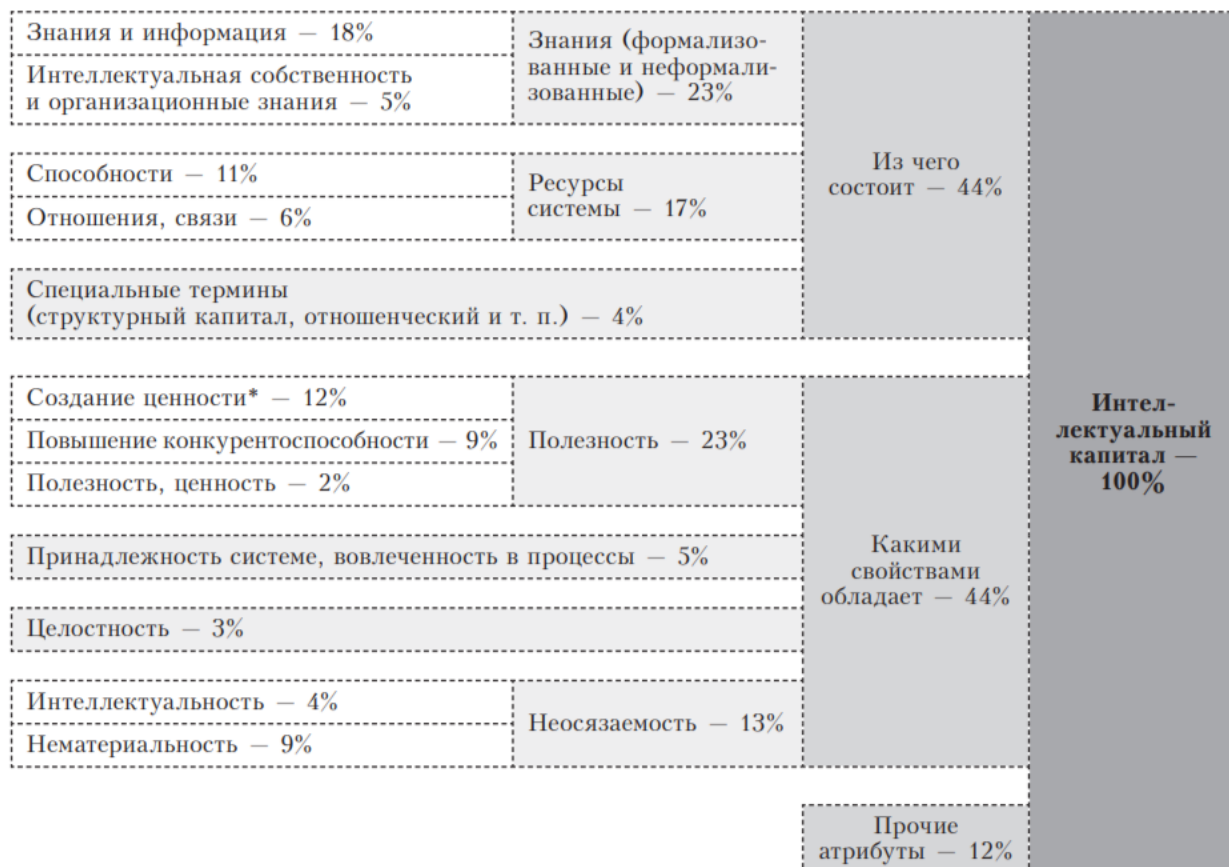 Знания и информация — 18%
Интеллектуальная собственность
и организационные знания — 5%
Знания (формализо-
ванные и неформали-
зованные) — 23%
Способности — 11%
Отношения, связи — 6%
Ресурсы
системы — 17%
Специальные термины
(структурный капитал, отношенческий и т. п.) — 4%
Из чего
состоит — 44%
Создание ценности* — 12%
Повышение конкурентоспособности — 9%
Полезность, ценность — 2%
Полезность — 23%
Принадлежность системе, вовлеченность в процессы — 5%
Целостность — 3%
Интеллектуальность — 4%
Нематериальность — 9%
Неосязаемость — 13%
Какими
свойствами
обладает — 44%
Прочие
атрибуты — 12%
Интел-
лектуальный
капитал —
100%